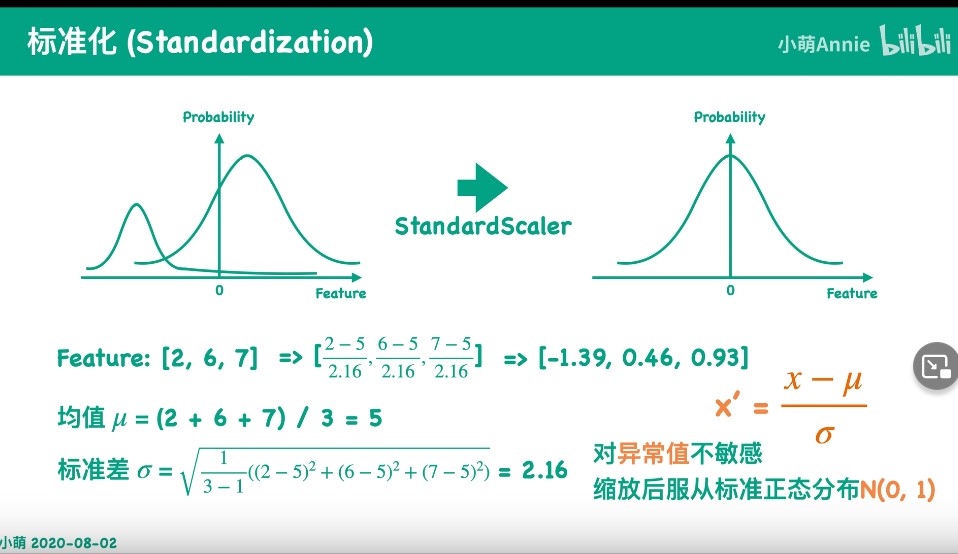 标准化 (Standardization)
小萌Annie bilibili
Probability
Probability
StandardScaler
0
Feature
0
Feature
Feature: [2, 6, 7] => [\frac{2-5}{2.16}, \frac{6-5}{2.16}, \frac{7-5}{2.16}] => [-1.39, 0.46, 0.93]
x′ = \frac{x-μ}{σ}
均值 μ = (2 + 6 + 7) / 3 = 5
标准差 σ = \sqrt{\frac{1}{3-1}((2-5)²+(6-5)²+(7-5)²)} = 2.16
对异常值不敏感
缩放后服从标准正态分布N(0, 1)
小萌 2020-08-02